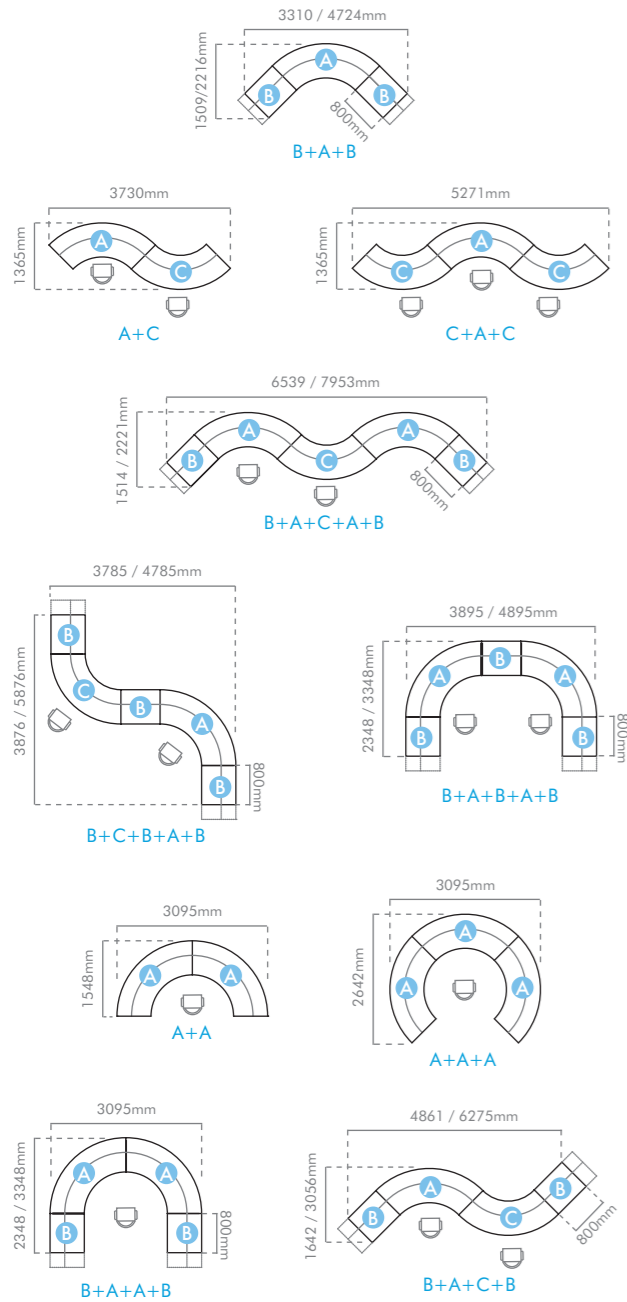 3310 / 4724mm
1509/2216mm
A
B
B
800mm
B+A+B
3730mm
5271mm
1365mm
A
C
1365mm
A
C
C
A+C
C+A+C
6539 / 7953mm
1514 / 2221mm
A
A
B
C
B
800mm
B+A+C+A+B
3785 / 4785mm
3876 / 5876mm
B
C
B
A
B
800mm
B+C+B+A+B
3895 / 4895mm
2348 / 3348mm
B
A
A
B
B
800mm
B+A+B+A+B
3095mm
1548mm
A
A
A+A
3095mm
2642mm
A
A
A
A+A+A
3095mm
2348 / 3348mm
A
A
B
B
800mm
B+A+A+B
4861 / 6275mm
1642 / 3056mm
A
B
B
C
800mm
B+A+C+B